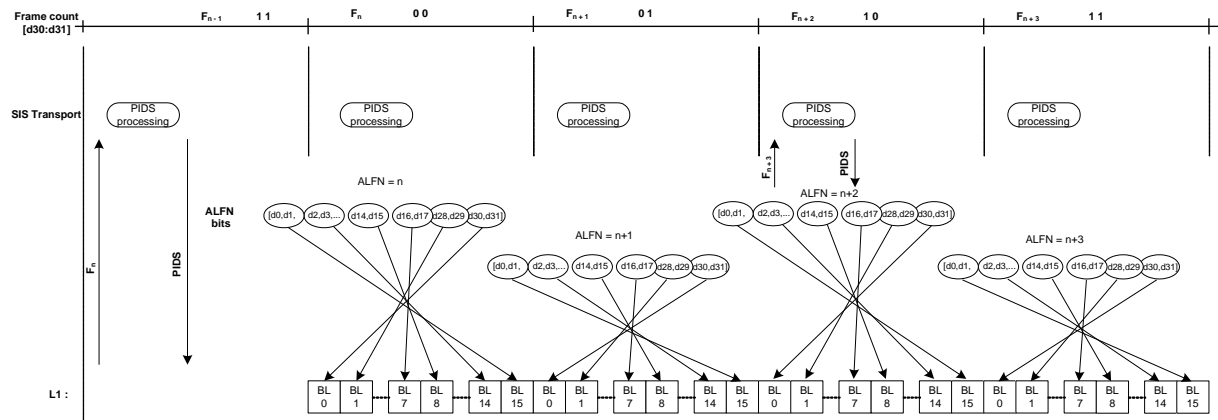 Frame count
[d30:d31]
F n - 1 1 1
F n 0 0
F n + 1 0 1
F n + 2 1 0
F n + 3 1 1
SIS Transport
PIDS
processing
PIDS
processing
PIDS
processing
PIDS
processing
PIDS
processing
F n
PIDS
F n + 3
PIDS
ALFN
bits
ALFN = n
[d0,d1, d2,d3,... d14,d15 d16,d17 d28,d29 d30,d31]
ALFN = n+1
[d0,d1, d2,d3,... d14,d15 d16,d17 d28,d29 d30,d31]
ALFN = n+2
[d0,d1, d2,d3,... d14,d15 d16,d17 d28,d29 d30,d31]
ALFN = n+3
[d0,d1, d2,d3,... d14,d15 d16,d17 d28,d29 d30,d31]
L1 :
BL BL BL BL BL BL BL BL BL BL BL BL BL BL BL BL BL BL BL BL BL BL BL BL
0 1 7 8 14 15 0 1 7 8 14 15 0 1 7 8 14 15 0 1 7 8 14 15